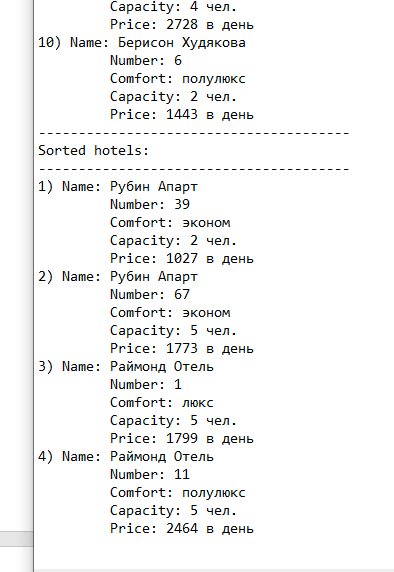 Capacity: 4 чел.
Price: 2728 в день
10) Name: Берисон Худякова
Number: 6
Comfort: полулюкс
Capacity: 2 чел.
Price: 1443 в день
---------------------------------------
Sorted hotels:
---------------------------------------
1) Name: Рубин Апарт
Number: 39
Comfort: эконом
Capacity: 2 чел.
Price: 1027 в день
2) Name: Рубин Апарт
Number: 67
Comfort: эконом
Capacity: 5 чел.
Price: 1773 в день
3) Name: Раймонд Отель
Number: 1
Comfort: люкс
Capacity: 5 чел.
Price: 1799 в день
4) Name: Раймонд Отель
Number: 11
Comfort: полулюкс
Capacity: 5 чел.
Price: 2464 в день